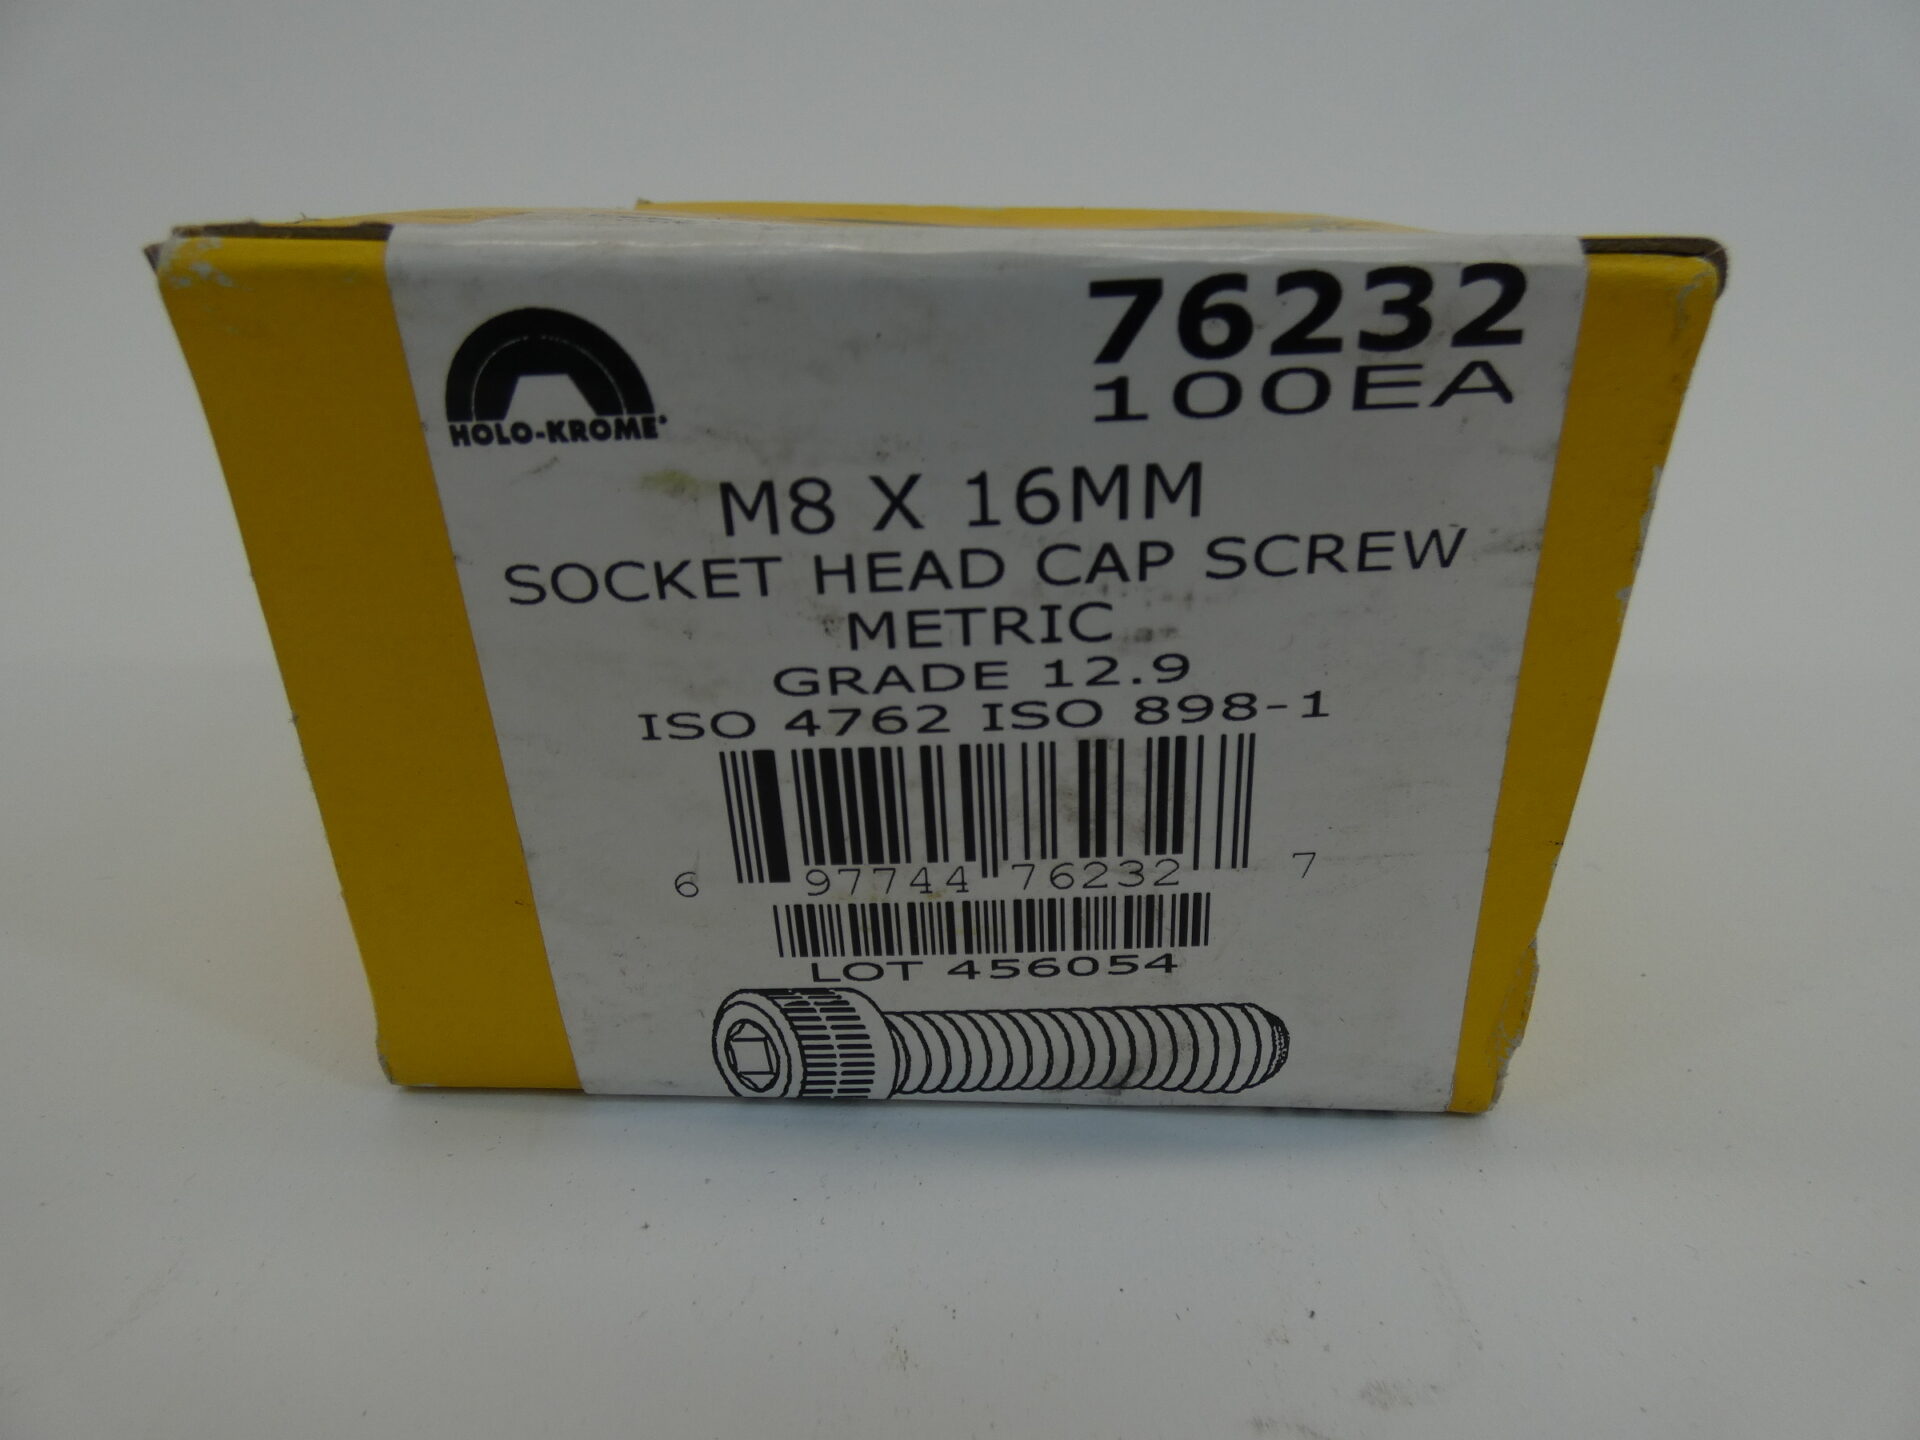 HOLO-KROME®
76232
100EA
M8 X 16MM
SOCKET HEAD CAP SCREW
METRIC
GRADE 12.9
ISO 4762 ISO 898-1
6 97744 76232 7
LOT 456054